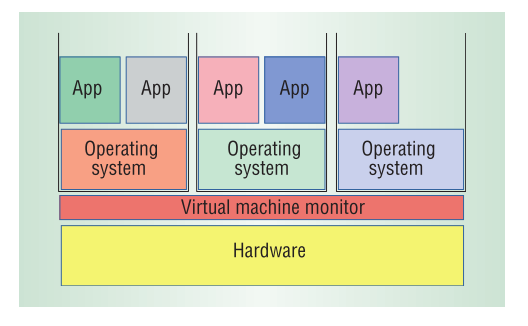 App
App
App
App
App
Operating
system
Operating
system
Operating
system
Virtual machine monitor
Hardware